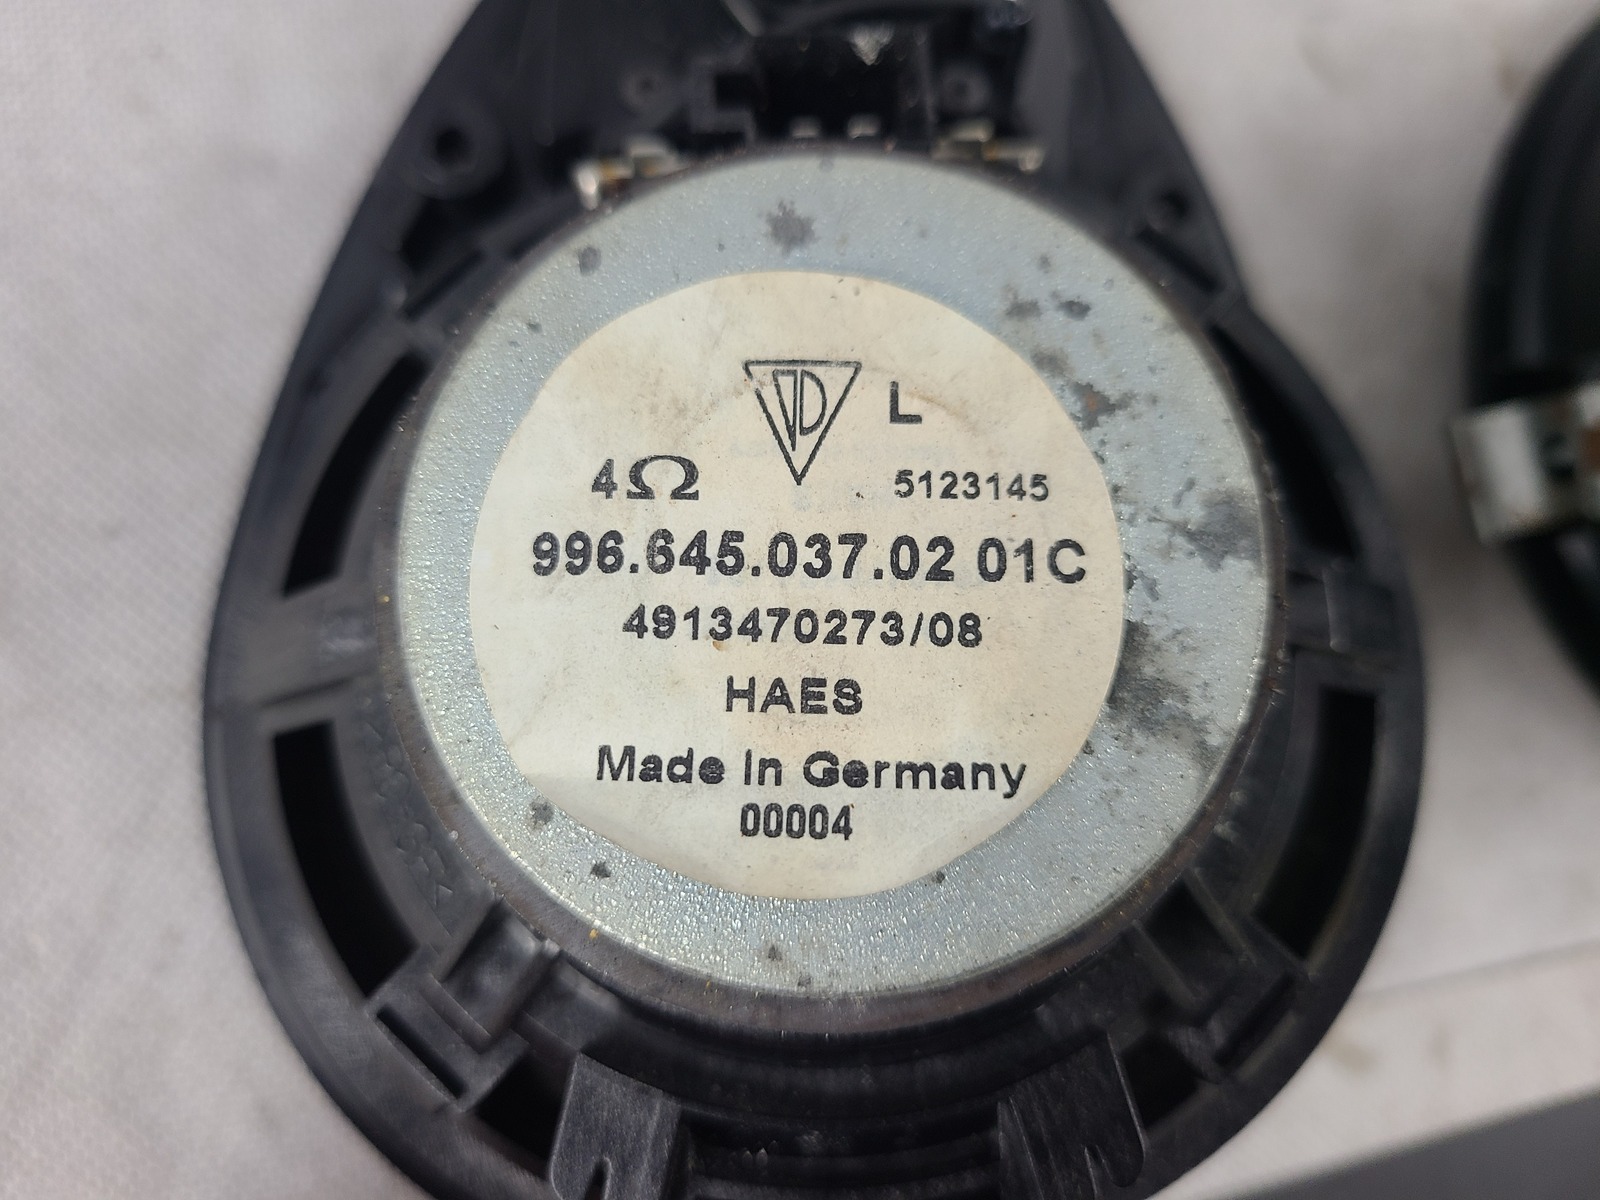 L
4Ω 5123145
996.645.037.02 01C
4913470273/08
HAES
Made In Germany
00004